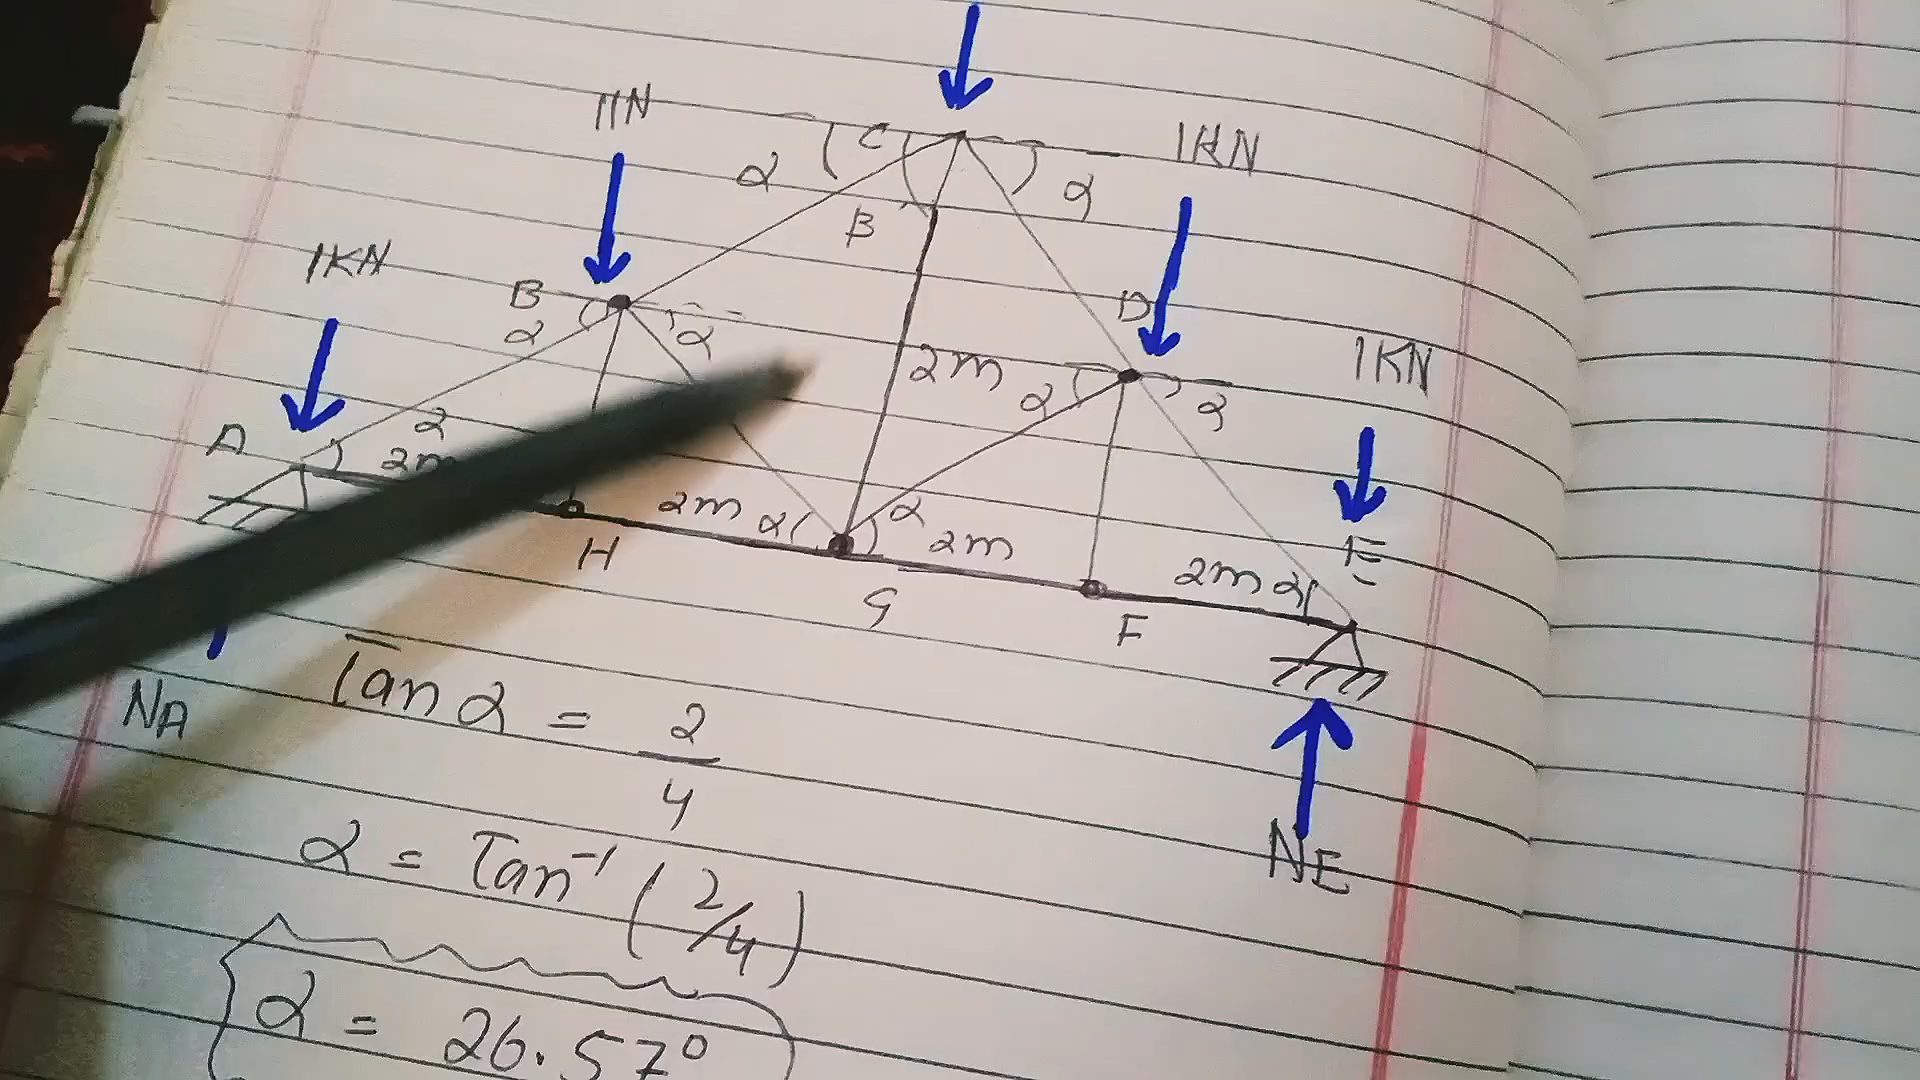 11N
C
1KN
α
α
B
1KN
B
α
α
D
2m
1KN
α
α
A
α
2m
2m
α
α
2m
E
H
2m
α
G
F
NA
Tan α = 2/4
NE
α = Tan⁻¹ (2/4)
α = 26.57°